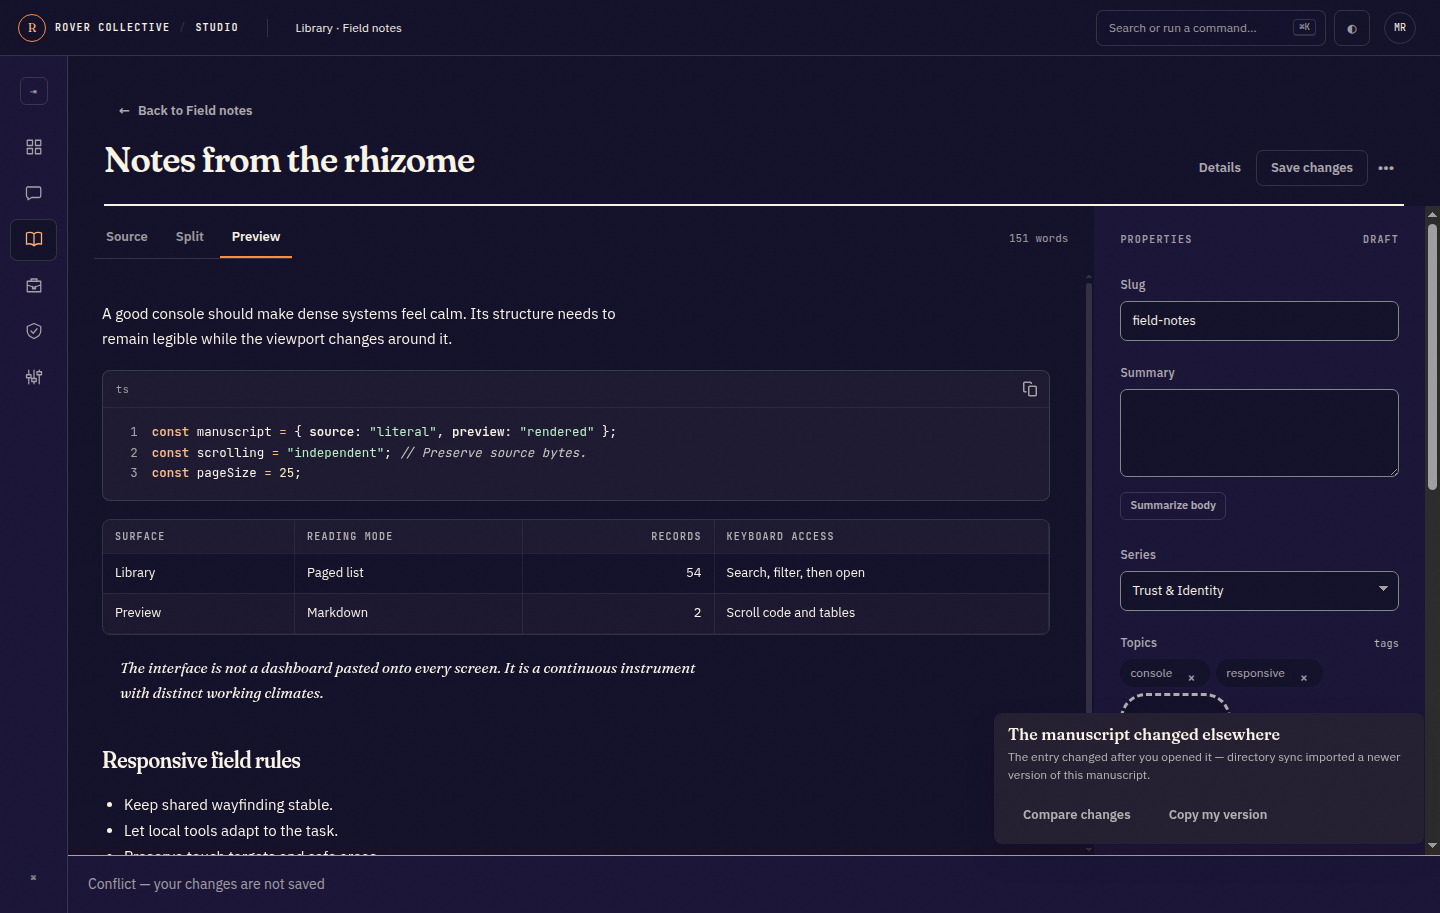 R ROVER COLLECTIVE / STUDIO
Library · Field notes
Search or run a command... ⌘K
MR
← Back to Field notes
Notes from the rhizome
Details
Save changes
•••
Source
Split
Preview
151 words
A good console should make dense systems feel calm. Its structure needs to
remain legible while the viewport changes around it.
ts
1 const manuscript = { source: "literal", preview: "rendered" };
2 const scrolling = "independent"; // Preserve source bytes.
3 const pageSize = 25;
SURFACE READING MODE RECORDS KEYBOARD ACCESS
Library Paged list 54 Search, filter, then open
Preview Markdown 2 Scroll code and tables
The interface is not a dashboard pasted onto every screen. It is a continuous instrument
with distinct working climates.
Responsive field rules
• Keep shared wayfinding stable.
• Let local tools adapt to the task.
• Preserve touch targets and safe areas.
PROPERTIES DRAFT
Slug
field-notes
Summary
Summarize body
Series
Trust & Identity
Topics tags
console × responsive ×
The manuscript changed elsewhere
The entry changed after you opened it — directory sync imported a newer
version of this manuscript.
Compare changes
Copy my version
⌘
Conflict — your changes are not saved